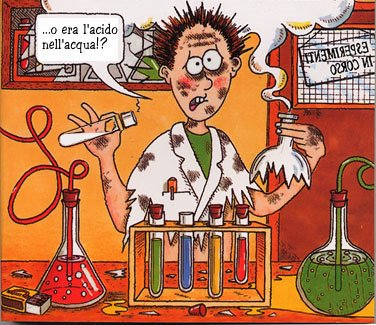 ...o era l'acido
nell'acqua!?
ESPERIMENTI
IN CORSO